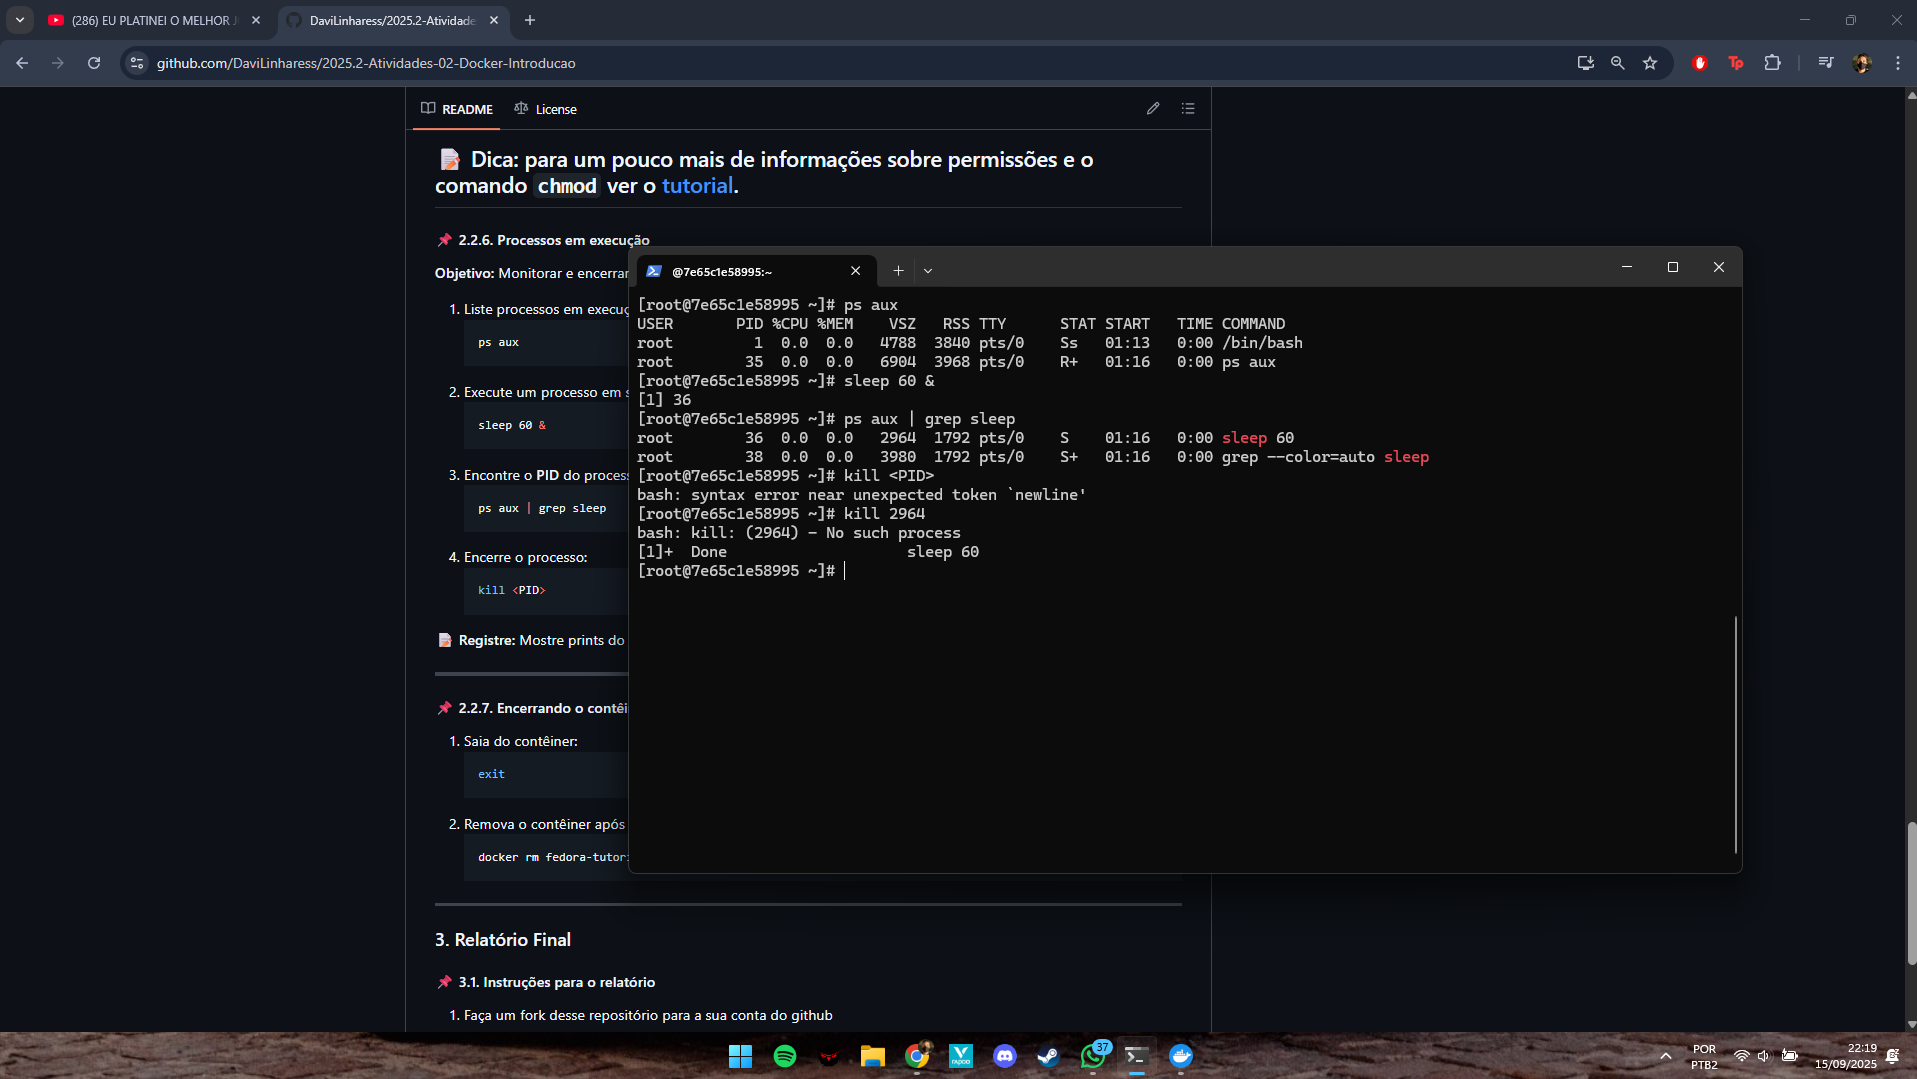 (286) EU PLATINEI O MELHOR J
DaviLinharess/2025.2-Atividade
github.com/DaviLinharess/2025.2-Atividades-02-Docker-Introducao
README
License
Dica: para um pouco mais de informações sobre permissões e o
comando chmod ver o tutorial.
2.2.6. Processos em execução
Objetivo: Monitorar e encerrar
1. Liste processos em execuç
ps aux
2. Execute um processo em s
sleep 60 &
3. Encontre o PID do process
ps aux | grep sleep
4. Encerre o processo:
kill <PID>
Registre: Mostre prints do
2.2.7. Encerrando o contêi
1. Saia do contêiner:
exit
2. Remova o contêiner após
docker rm fedora-tutori
3. Relatório Final
3.1. Instruções para o relatório
1. Faça um fork desse repositório para a sua conta do github
@7e65c1e58995:~
[root@7e65c1e58995 ~]# ps aux
USER       PID %CPU %MEM    VSZ   RSS TTY      STAT START   TIME COMMAND
root         1  0.0  0.0   4788  3840 pts/0    Ss   01:13   0:00 /bin/bash
root        35  0.0  0.0   6904  3968 pts/0    R+   01:16   0:00 ps aux
[root@7e65c1e58995 ~]# sleep 60 &
[1] 36
[root@7e65c1e58995 ~]# ps aux | grep sleep
root        36  0.0  0.0   2964  1792 pts/0    S    01:16   0:00 sleep 60
root        38  0.0  0.0   3980  1792 pts/0    S+   01:16   0:00 grep --color=auto sleep
[root@7e65c1e58995 ~]# kill <PID>
bash: syntax error near unexpected token `newline'
[root@7e65c1e58995 ~]# kill 2964
bash: kill: (2964) - No such process
[1]+  Done                    sleep 60
[root@7e65c1e58995 ~]#
Tp
V
rapoo
37
POR
PTB2
22:19
15/09/2025